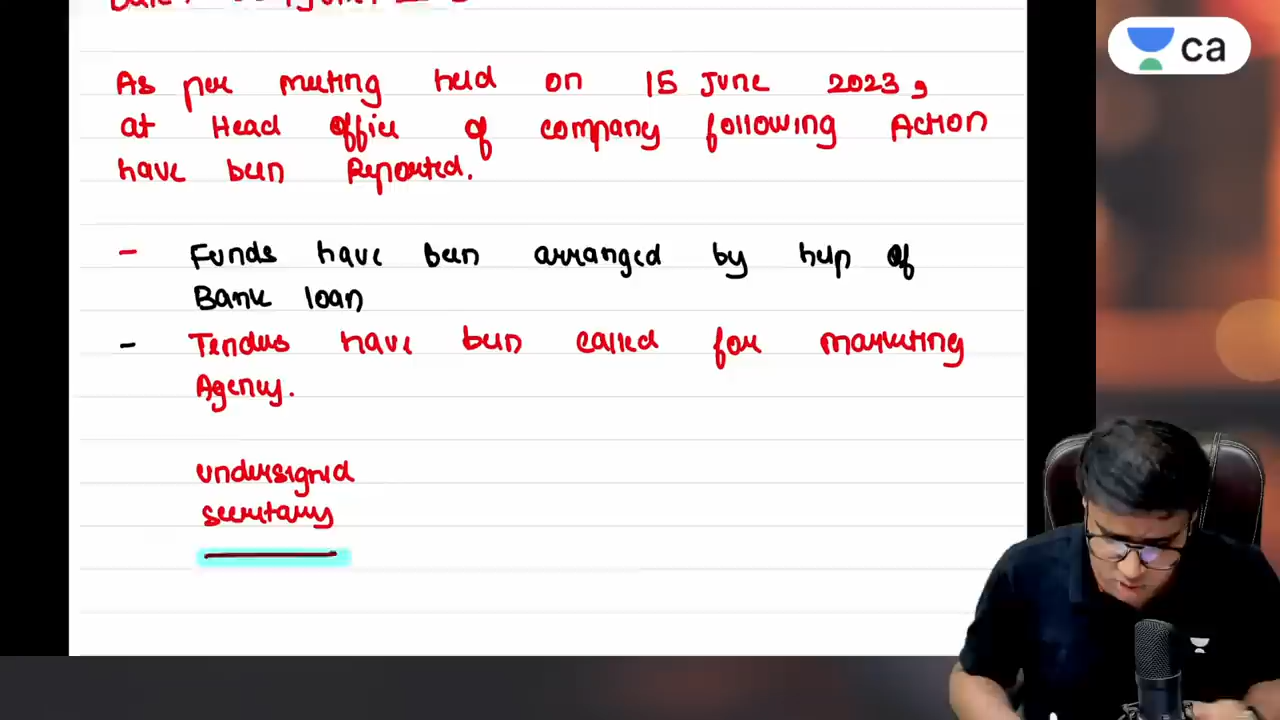 ca
As per meeting held on 15 June 2023,
at Head office of company following Action
have been Reported.
- Funds have been arranged by help of
Bank loan
- Tenders have been called for marketing
Agency.
undersigned
secretary